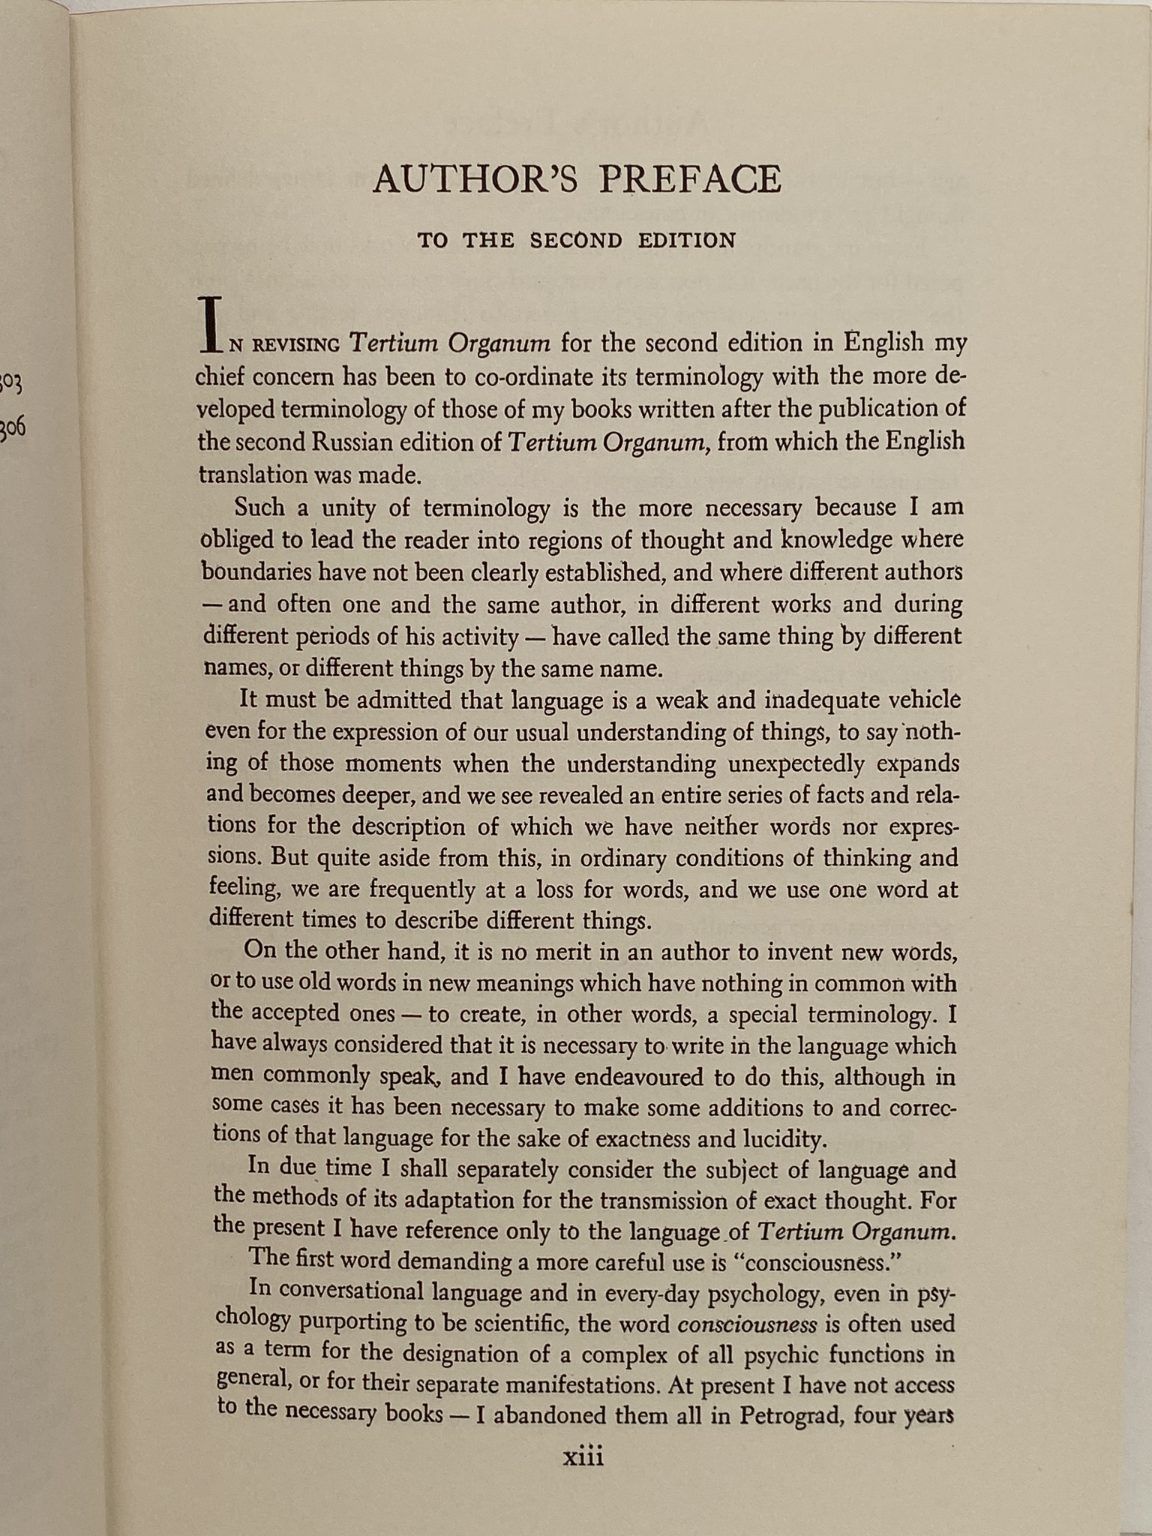 303
306
AUTHOR'S PREFACE
TO THE SECOND EDITION
IN REVISING Tertium Organum for the second edition in English my
chief concern has been to co-ordinate its terminology with the more de-
veloped terminology of those of my books written after the publication of
the second Russian edition of Tertium Organum, from which the English
translation was made.
Such a unity of terminology is the more necessary because I am
obliged to lead the reader into regions of thought and knowledge where
boundaries have not been clearly established, and where different authors
— and often one and the same author, in different works and during
different periods of his activity — have called the same thing by different
names, or different things by the same name.
It must be admitted that language is a weak and inadequate vehicle
even for the expression of our usual understanding of things, to say noth-
ing of those moments when the understanding unexpectedly expands
and becomes deeper, and we see revealed an entire series of facts and rela-
tions for the description of which we have neither words nor expres-
sions. But quite aside from this, in ordinary conditions of thinking and
feeling, we are frequently at a loss for words, and we use one word at
different times to describe different things.
On the other hand, it is no merit in an author to invent new words,
or to use old words in new meanings which have nothing in common with
the accepted ones — to create, in other words, a special terminology. I
have always considered that it is necessary to write in the language which
men commonly speak, and I have endeavoured to do this, although in
some cases it has been necessary to make some additions to and correc-
tions of that language for the sake of exactness and lucidity.
In due time I shall separately consider the subject of language and
the methods of its adaptation for the transmission of exact thought. For
the present I have reference only to the language of Tertium Organum.
The first word demanding a more careful use is “consciousness.”
In conversational language and in every-day psychology, even in psy-
chology purporting to be scientific, the word consciousness is often used
as a term for the designation of a complex of all psychic functions in
general, or for their separate manifestations. At present I have not access
to the necessary books — I abandoned them all in Petrograd, four years
xiii